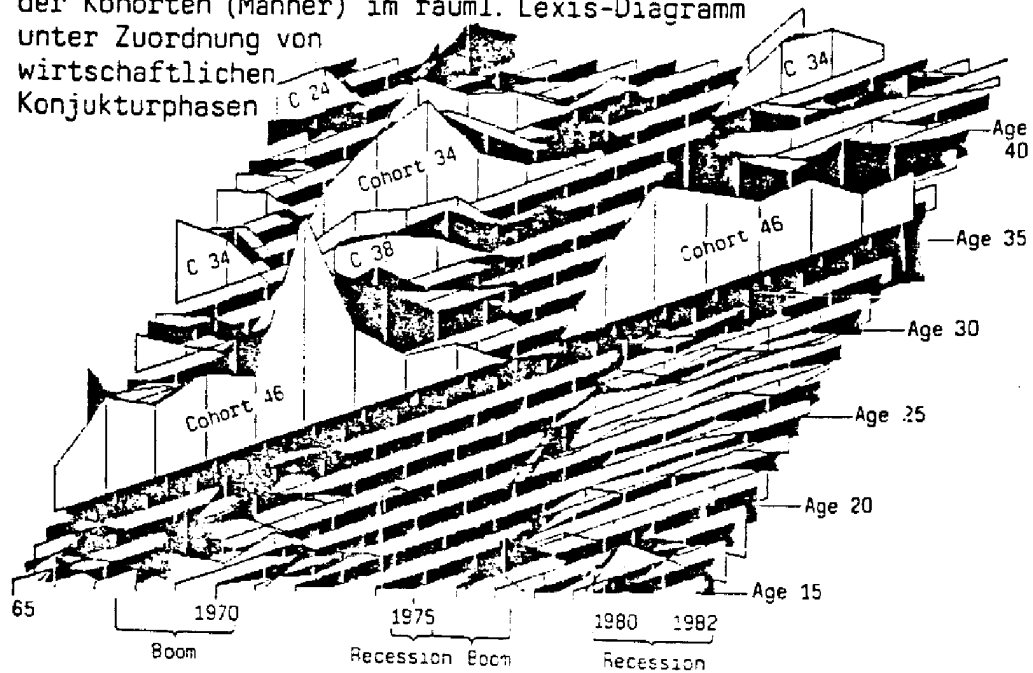 der Kohorten (Männer) im räuml. Lexis-Diagramm
unter Zuordnung von
wirtschaftlichen
Konjukturphasen
C 24
C 34
Age
40
Cohort 34
Cohort 46
C 38
C 34
Age 35
Age 30
Cohort 46
Age 25
Age 20
Age 15
65
1970
1975
1980
1982
Boom
Recession
Boom
Recession